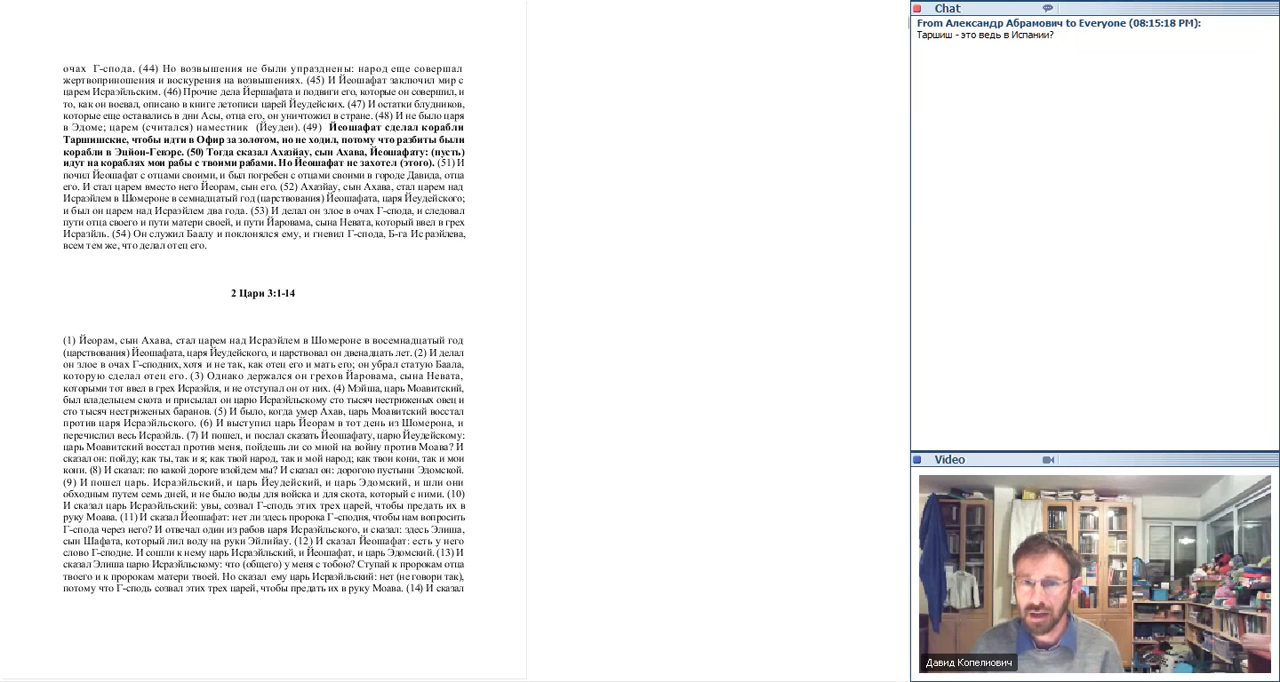 очах Г-спода. (44) Но возвышения не были упразднены: народ еще совершал
жертвоприношения и воскурения на возвышениях. (45) И Йеошафат заключил мир с
царем Исраэйльским. (46) Прочие дела Йершафата и подвиги его, которые он совершил, и
то, как он воевал, описано в книге летописи царей Йеудейских. (47) И остатки блудников,
которые еще оставались в дни Асы, отца его, он уничтожил в стране. (48) И не было царя
в Эдоме; царем (считался) наместник (Йеудеи). (49) Йеошафат сделал корабли
Таршишские, чтобы идти в Офир за золотом, но не ходил, потому что разбиты были
корабли в Эцйон-Гевэре. (50) Тогда сказал Ахазйау, сын Ахава, Йеошафату: (пусть)
идут на кораблях мои рабы с твоими рабами. Но Йеошафат не захотел (этого). (51) И
почил Йеошафат с отцами своими, и был погребен с отцами своими в городе Давида, отца
его. И стал царем вместо него Йеорам, сын его. (52) Ахазйау, сын Ахава, стал царем над
Исраэйлем в Шомероне в семнадцатый год (царствования) Йеошафата, царя Йеудейского;
и был он царем над Исраэйлем два года. (53) И делал он злое в очах Г-спода, и следовал
пути отца своего и пути матери своей, и пути Йаровама, сына Невата, который ввел в грех
Исраэйль. (54) Он служил Баалу и поклонялся ему, и гневил Г-спода, Б-га Исраэйлева,
всем тем же, что делал отец его.
2 Цари 3:1-14
(1) Йеорам, сын Ахава, стал царем над Исраэйлем в Шомероне в восемнадцатый год
(царствования) Йеошафата, царя Йеудейского, и царствовал он двенадцать лет. (2) И делал
он злое в очах Г-сподних, хотя и не так, как отец его и мать его; он убрал статую Баала,
которую сделал отец его. (3) Однако держался он грехов Йаровама, сына Невата,
которыми тот ввел в грех Исраэйля, и не отступал он от них. (4) Мэйша, царь Моавитский,
был владельцем скота и присылал он царю Исраэйльскому сто тысяч нестриженых овец и
сто тысяч нестриженых баранов. (5) И было, когда умер Ахав, царь Моавитский восстал
против царя Исраэйльского. (6) И выступил царь Йеорам в тот день из Шомерона, и
перечислил весь Исраэйль. (7) И пошел, и послал сказать Йеошафату, царю Йеудейскому:
царь Моавитский восстал против меня, пойдешь ли со мной на войну против Моава? И
сказал он: пойду; как ты, так и я; как твой народ, так и мой народ; как твои кони, так и мои
кони. (8) И сказал: по какой дороге взойдем мы? И сказал он: дорогою пустыни Эдомской.
(9) И пошел царь. Исраэйльский, и царь Йеудейский, и царь Эдомский, и шли они
обходным путем семь дней, и не было воды для войска и для скота, который с ними. (10)
И сказал царь Исраэйльский: увы, созвал Г-сподь этих трех царей, чтобы предать их в
руку Моава. (11) И сказал Йеошафат: нет ли здесь пророка Г-сподня, чтобы нам вопросить
Г-спода через него? И отвечал один из рабов царя Исраэйльского, и сказал: здесь Элиша,
сын Шафата, который лил воду на руки Эйлийау. (12) И сказал Йеошафат: есть у него
слово Г-сподне. И сошли к нему царь Исраэйльский, и Йеошафат, и царь Эдомский. (13) И
сказал Элиша царю Исраэйльскому: что (общего) у меня с тобою? Ступай к пророкам отца
твоего и к пророкам матери твоей. Но сказал ему царь Исраэйльский: нет (не говори так),
потому что Г-сподь созвал этих трех царей, чтобы предать их в руку Моава. (14) И сказал
Chat
From Александр Абрамович to Everyone (08:15:18 PM):
Таршиш - это ведь в Испании?
Video
Давид Копелиович